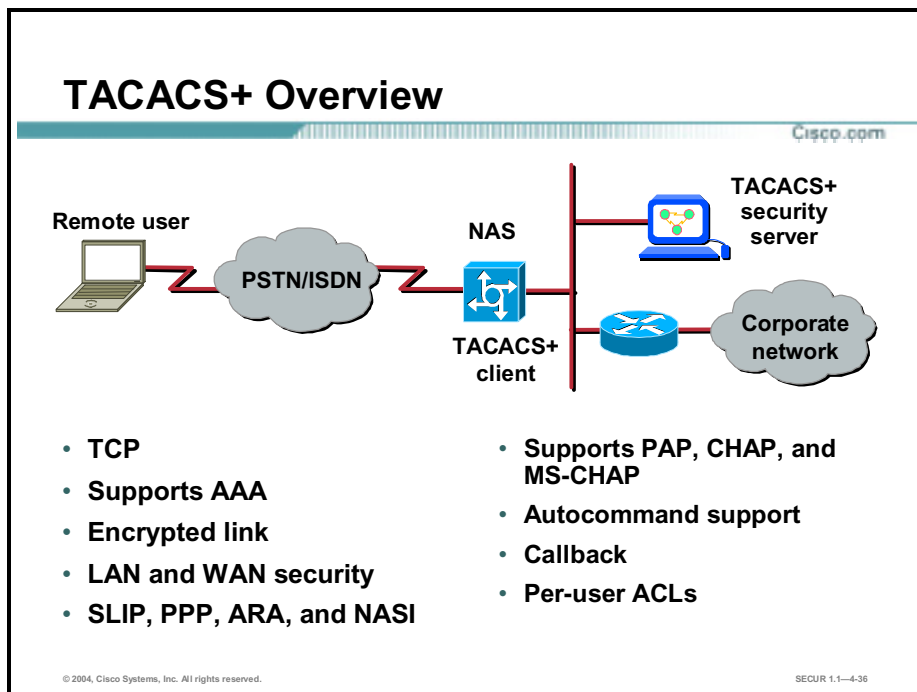 TACACS+ Overview
Cisco.com
Remote user
PSTN/ISDN
NAS
TACACS+
client
TACACS+
security
server
Corporate
network
• TCP
• Supports AAA
• Encrypted link
• LAN and WAN security
• SLIP, PPP, ARA, and NASI
• Supports PAP, CHAP, and
MS-CHAP
• Autocommand support
• Callback
• Per-user ACLs
© 2004, Cisco Systems, Inc. All rights reserved.
SECUR 1.1—4-36